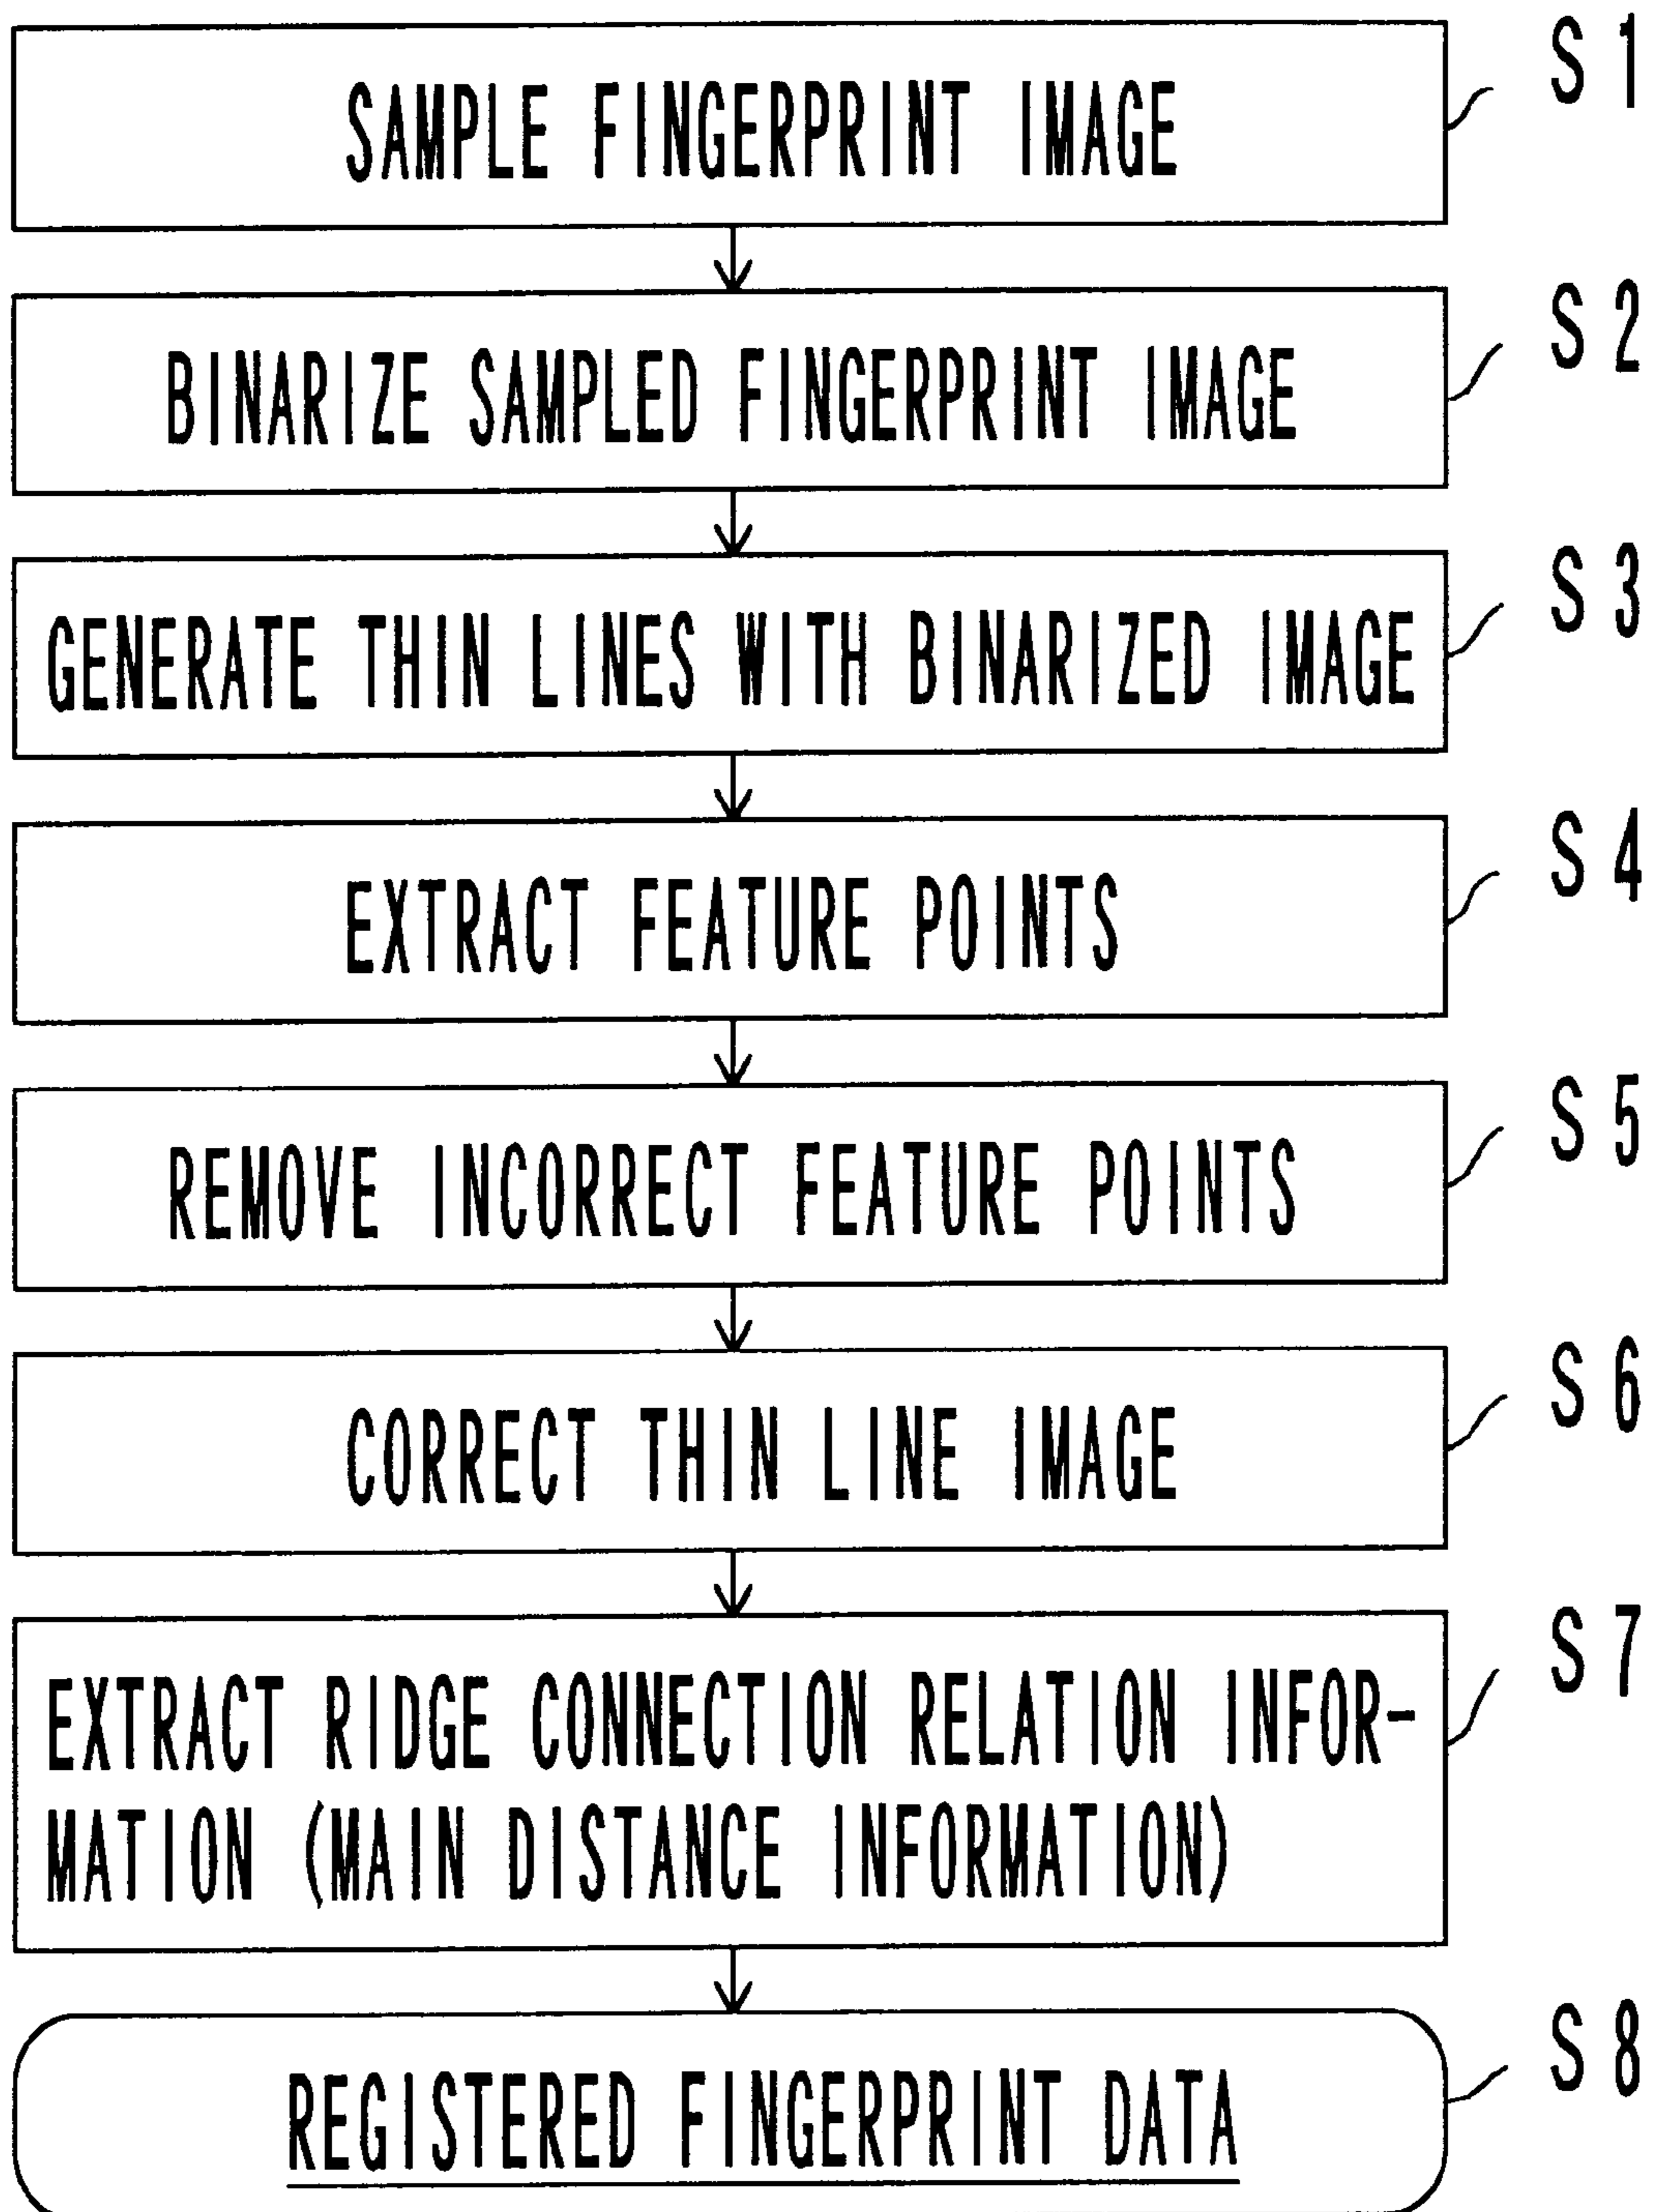 SAMPLE FINGERPRINT IMAGE S1
BINARIZE SAMPLED FINGERPRINT IMAGE S2
GENERATE THIN LINES WITH BINARIZED IMAGE S3
EXTRACT FEATURE POINTS S4
REMOVE INCORRECT FEATURE POINTS S5
CORRECT THIN LINE IMAGE S6
EXTRACT RIDGE CONNECTION RELATION INFOR- S7
MATION (MAIN DISTANCE INFORMATION)
REGISTERED FINGERPRINT DATA S8